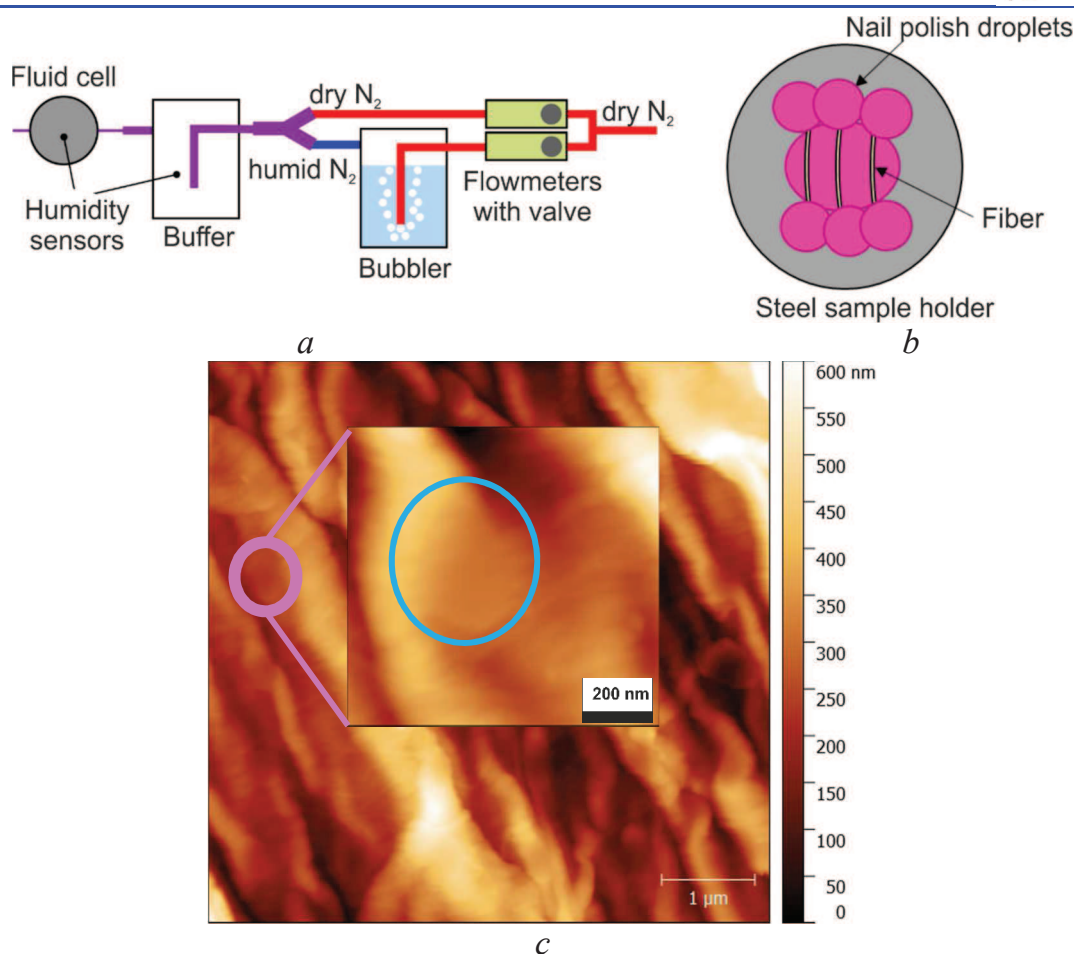 Fluid cell
Humidity
sensors
Buffer
dry N2
humid N2
Bubbler
dry N2
Flowmeters
with valve
a
Nail polish droplets
Fiber
Steel sample holder
b
600 nm
550
500
450
400
350
300
250
200
150
100
50
0
200 nm
1 µm
c